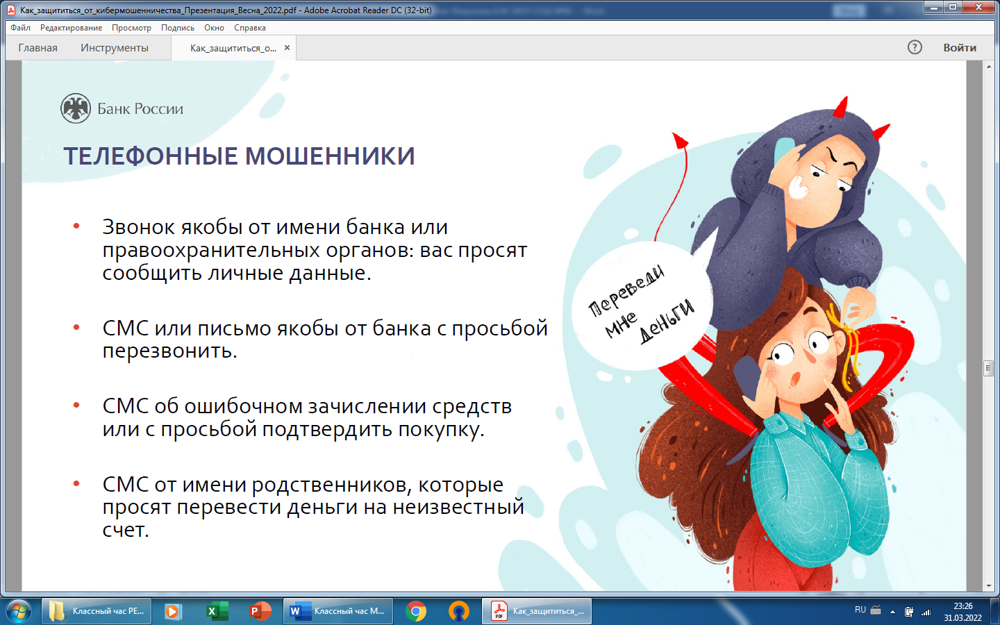 Как_защититься_от_кибермошенничества_Презентация_Весна_2022.pdf - Adobe Acrobat Reader DC (32-bit)
Файл Редактирование Просмотр Подпись Окно Справка
Главная Инструменты Как_защититься_о... × ? Войти
Банк России
ТЕЛЕФОННЫЕ МОШЕННИКИ
• Звонок якобы от имени банка или
правоохранительных органов: вас просят
сообщить личные данные.
• СМС или письмо якобы от банка с просьбой
перезвонить.
• СМС об ошибочном зачислении средств
или с просьбой подтвердить покупку.
• СМС от имени родственников, которые
просят перевести деньги на неизвестный
счет.
Переведи
мне
деньги
Классный час РЕ...
Классный час М...
Как_защититься_...
RU
23:26
31.03.2022